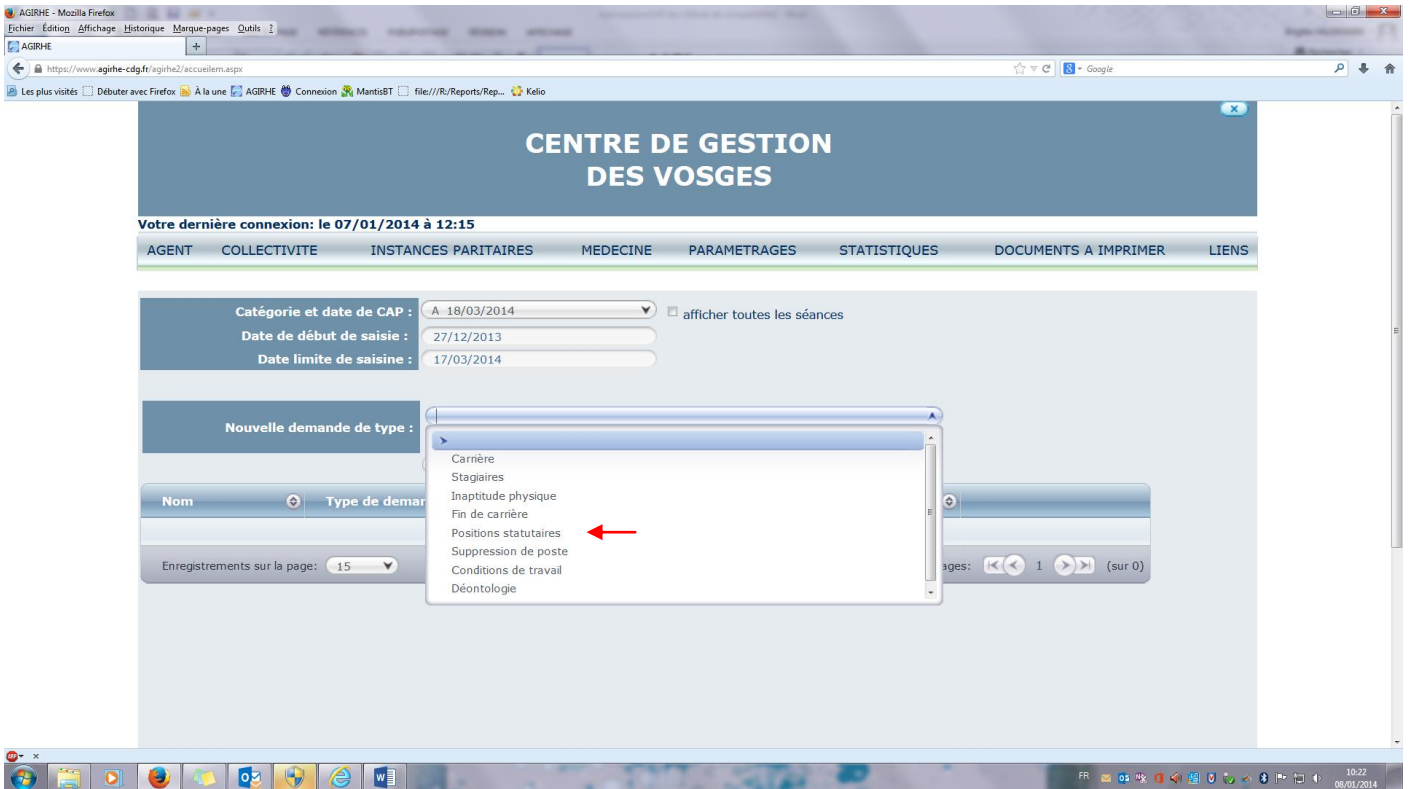 AGIRHE - Mozilla Firefox
Fichier Édition Affichage Historique Marque-pages Outils ?
AGIRHE
https://www.agirhe-cdg.fr/agirhe2/accueilem.aspx
Google
Les plus visités Débuter avec Firefox À la une AGIRHE Connexion MantisBT file:///R:/Reports/Rep... Kelio
CENTRE DE GESTION
DES VOSGES
Votre dernière connexion: le 07/01/2014 à 12:15
AGENT COLLECTIVITE INSTANCES PARITAIRES MEDECINE PARAMETRAGES STATISTIQUES DOCUMENTS A IMPRIMER LIENS
Catégorie et date de CAP : A 18/03/2014 afficher toutes les séances
Date de début de saisie : 27/12/2013
Date limite de saisine : 17/03/2014
Nouvelle demande de type :
Carrière
Stagiaires
Inaptitude physique
Fin de carrière
Positions statutaires
Suppression de poste
Conditions de travail
Déontologie
Nom Type de demar
Enregistrements sur la page: 15 ages: 1 (sur 0)
FR
10:22
08/01/2014